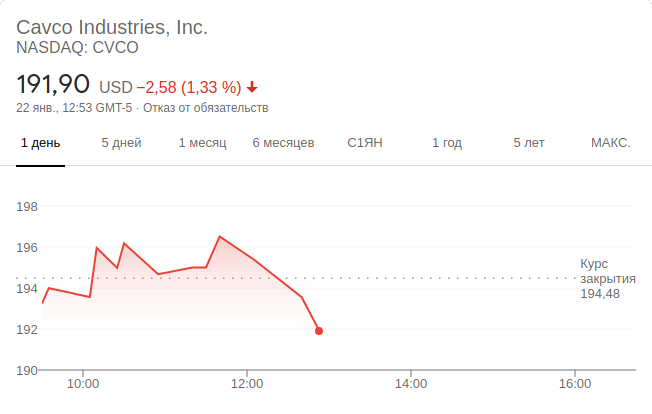 Cavco Industries, Inc.
NASDAQ: CVCO
191,90 USD −2,58 (1,33 %)
22 янв., 12:53 GMT-5 · Отказ от обязательств
1 день 5 дней 1 месяц 6 месяцев С1ЯН 1 год 5 лет МАКС.
198
196
Курс
закрытия
194,48
194
192
190
10:00 12:00 14:00 16:00